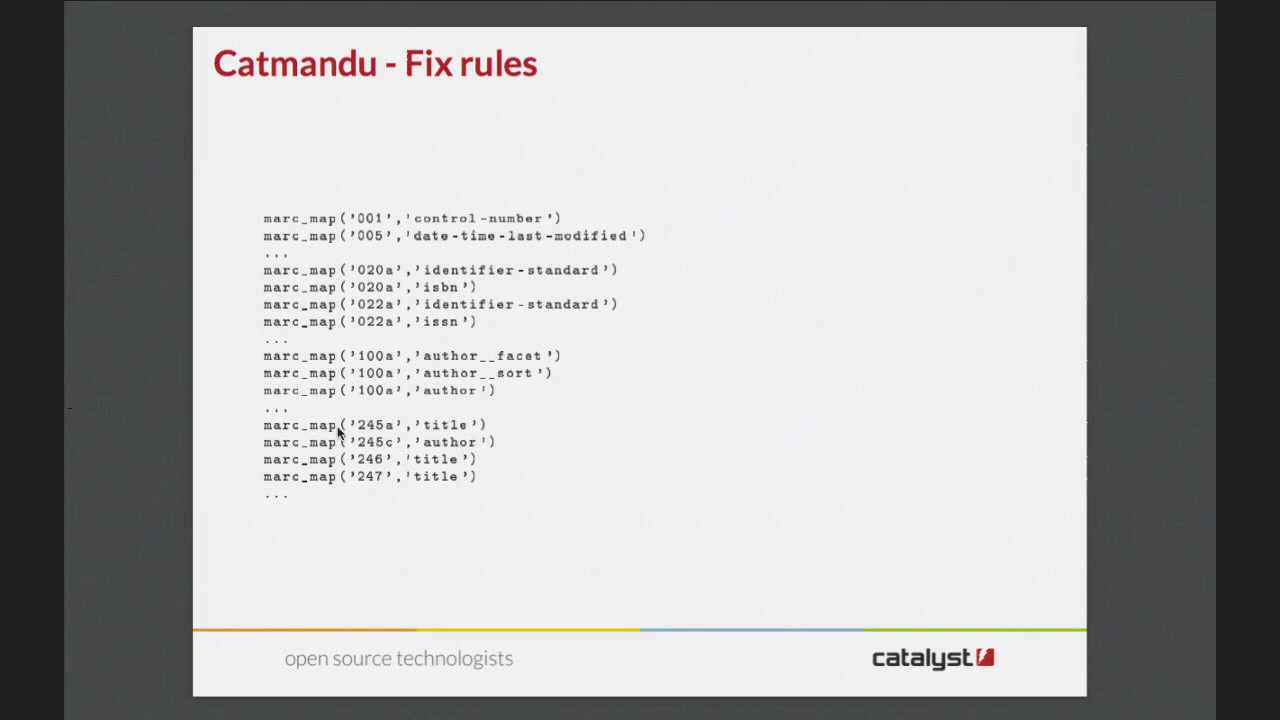 Catmandu - Fix rules
marc_map('001','control-number')
marc_map('005','date-time-last-modified')
...
marc_map('020a','identifier-standard')
marc_map('020a','isbn')
marc_map('022a','identifier-standard')
marc_map('022a','issn')
...
marc_map('100a','author__facet')
marc_map('100a','author__sort')
marc_map('100a','author')
...
marc_map('245a','title')
marc_map('245c','author')
marc_map('246','title')
marc_map('247','title')
...
open source technologists
catalyst